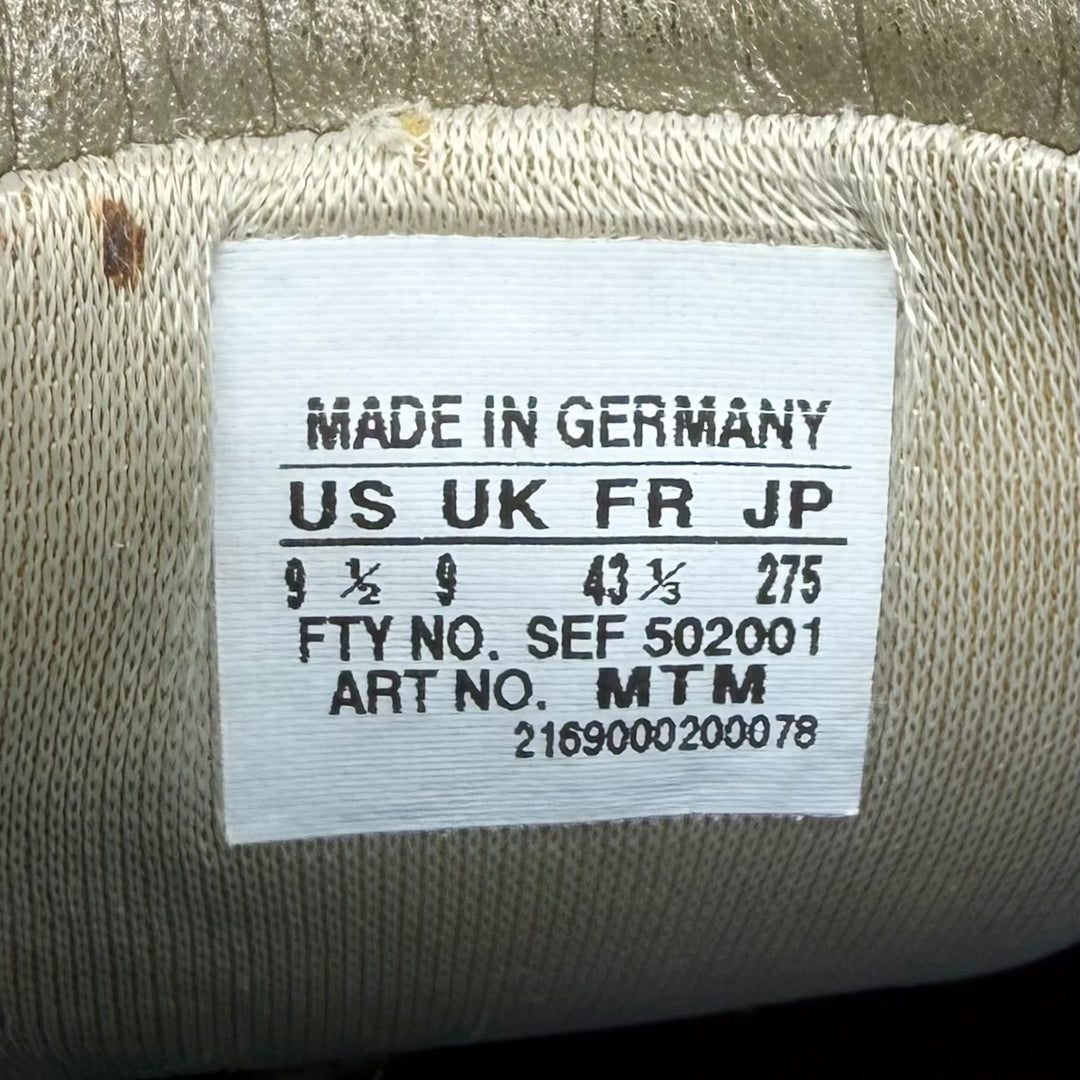 MADE IN GERMANY
US UK FR JP
9 ½ 9 43 ⅓ 275
FTY NO. SEF 502001
ART NO. MTM
2169000200078